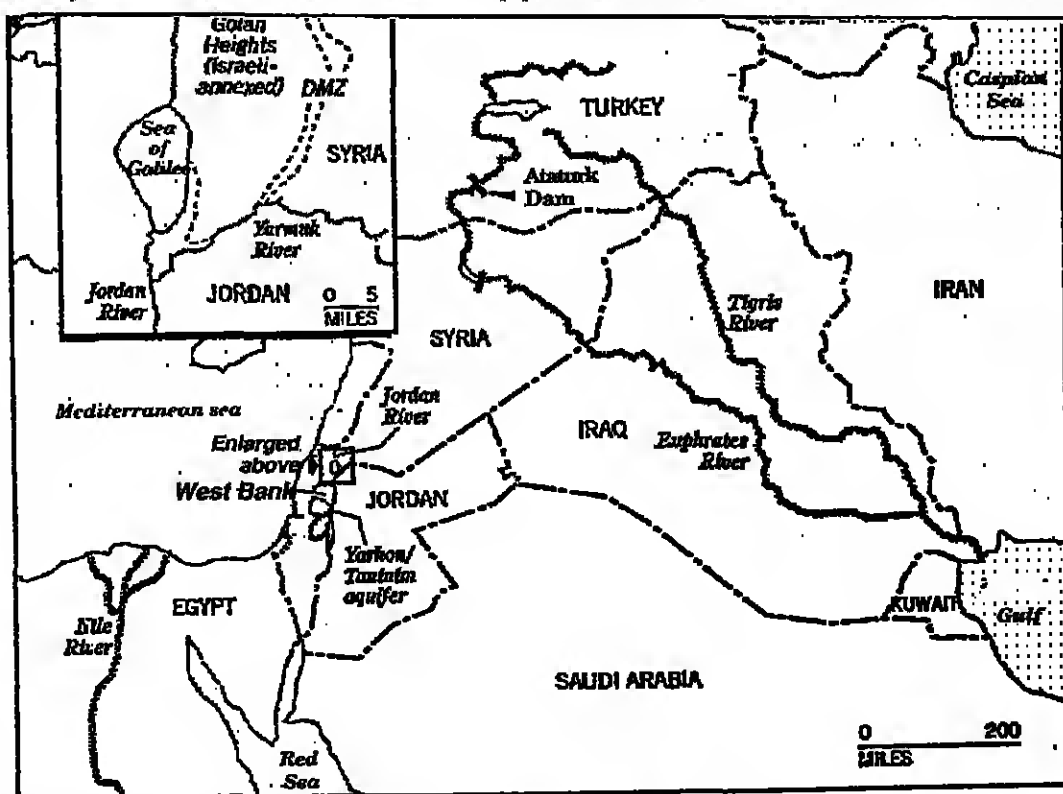 Golan
Heights
(Israeli-
annexed)
DMZ
Sea
of
Galilee
SYRIA
Yarmuk
River
Jordan
River
JORDAN
0 5
MILES
TURKEY
Ataturk
Dam
Caspian
Sea
IRAN
Tigris
River
SYRIA
Mediterranean sea
Jordan
River
Enlarged
above
West Bank
IRAQ
Euphrates
River
JORDAN
Yarkon/
Taninim
aquifer
EGYPT
Nile
River
KUWAIT
Gulf
SAUDI ARABIA
Red
Sea
0 200
MILES